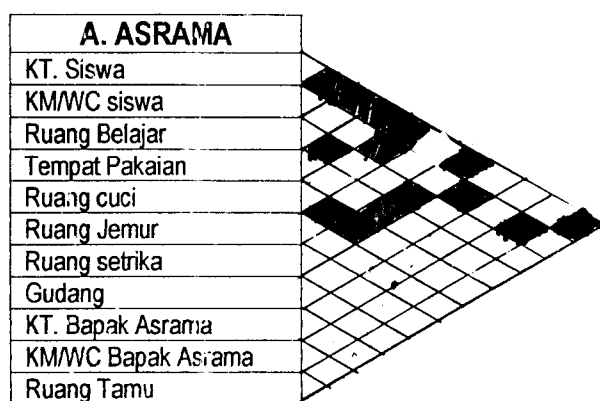 A. ASRAMA
KT. Siswa
KM/WC siswa
Ruang Belajar
Tempat Pakaian
Ruang cuci
Ruang Jemur
Ruang setrika
Gudang
KT. Bapak Asrama
KM/WC Bapak Asrama
Ruang Tamu